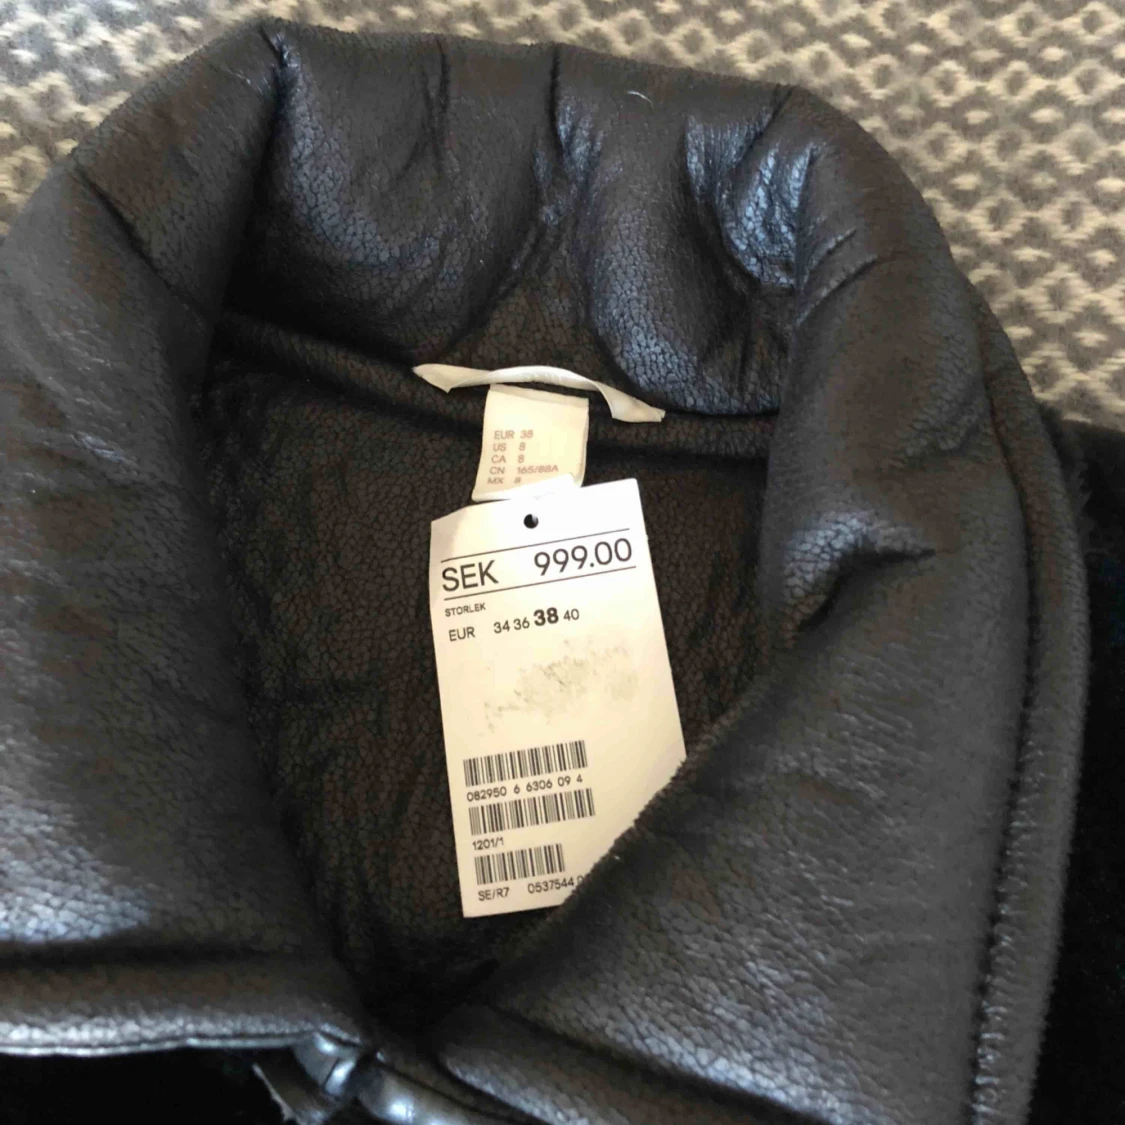 EUR 38
US 8
CA 8
CN 165/88A
MX 8
SEK 999.00
STORLEK
EUR 34 36 38 40
082950 6 6306 09 4
1201/1
SE/R7 0537544